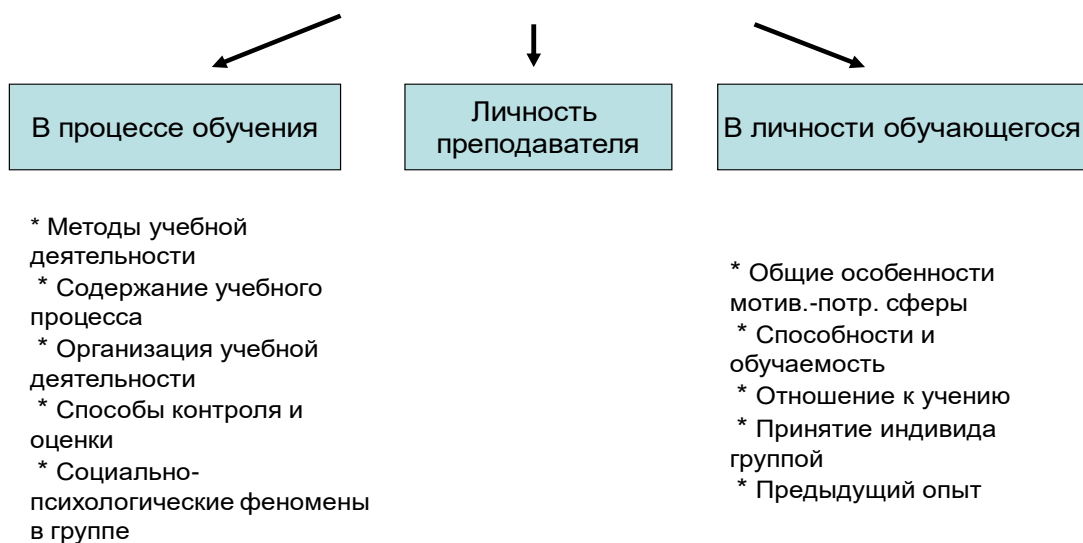 В процессе обучения
Личность
преподавателя
В личности обучающегося
* Методы учебной
деятельности
* Содержание учебного
процесса
* Организация учебной
деятельности
* Способы контроля и
оценки
* Социально-
психологические феномены
в группе
* Общие особенности
мотив.-потр. сферы
* Способности и
обучаемость
* Отношение к учению
* Принятие индивида
группой
* Предыдущий опыт